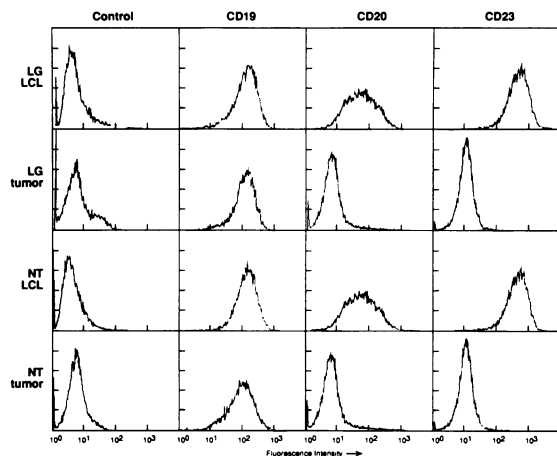 Control CD19 CD20 CD23
LG
LCL
LG
tumor
NT
LCL
NT
tumor
10⁰ 10¹ 10² 10³ 10⁰ 10¹ 10² 10³ 10⁰ 10¹ 10² 10³ 10⁰ 10¹ 10² 10³
Fluorescence Intensity →